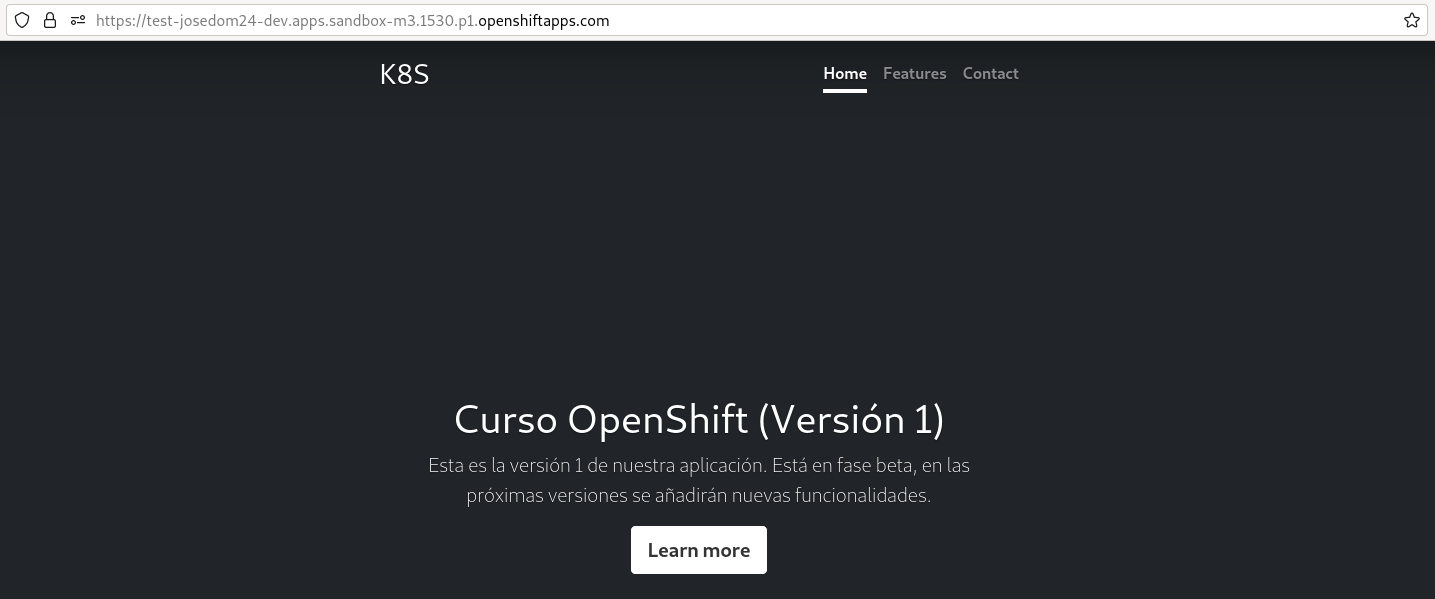 https://test-josedom24-dev.apps.sandbox-m3.1530.p1.openshiftapps.com
K8S
Home Features Contact
Curso OpenShift (Versión 1)
Esta es la versión 1 de nuestra aplicación. Está en fase beta, en las
próximas versiones se añadirán nuevas funcionalidades.
Learn more